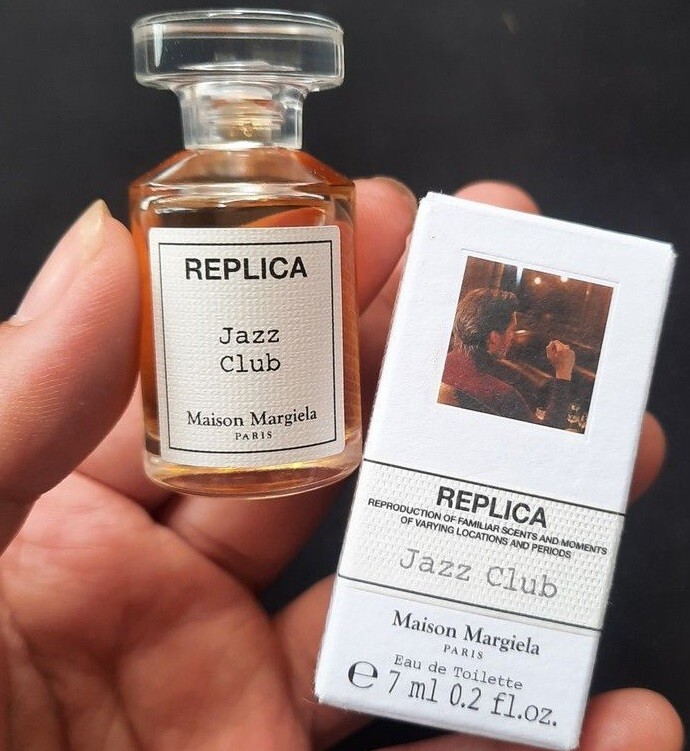 REPLICA
Jazz
Club
Maison Margiela
PARIS
REPLICA
REPRODUCTION OF FAMILIAR SCENTS AND MOMENTS
OF VARYING LOCATIONS AND PERIODS
Jazz Club
Maison Margiela
PARIS
Eau de Toilette
℮ 7 ml 0.2 fl.oz.